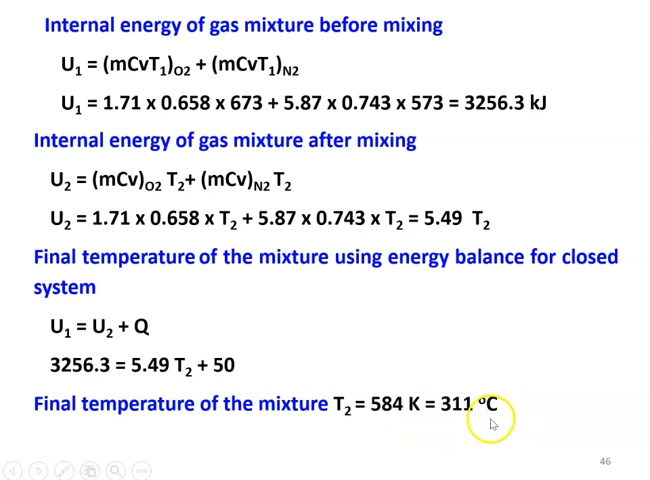 Internal energy of gas mixture before mixing
U₁ = (mCvT₁)O2 + (mCvT₁)N2
U₁ = 1.71 x 0.658 x 673 + 5.87 x 0.743 x 573 = 3256.3 kJ
Internal energy of gas mixture after mixing
U₂ = (mCv)O2 T₂+ (mCv)N2 T₂
U₂ = 1.71 x 0.658 x T₂ + 5.87 x 0.743 x T₂ = 5.49 T₂
Final temperature of the mixture using energy balance for closed
system
U₁ = U₂ + Q
3256.3 = 5.49 T₂ + 50
Final temperature of the mixture T₂ = 584 K = 311 ºC
46